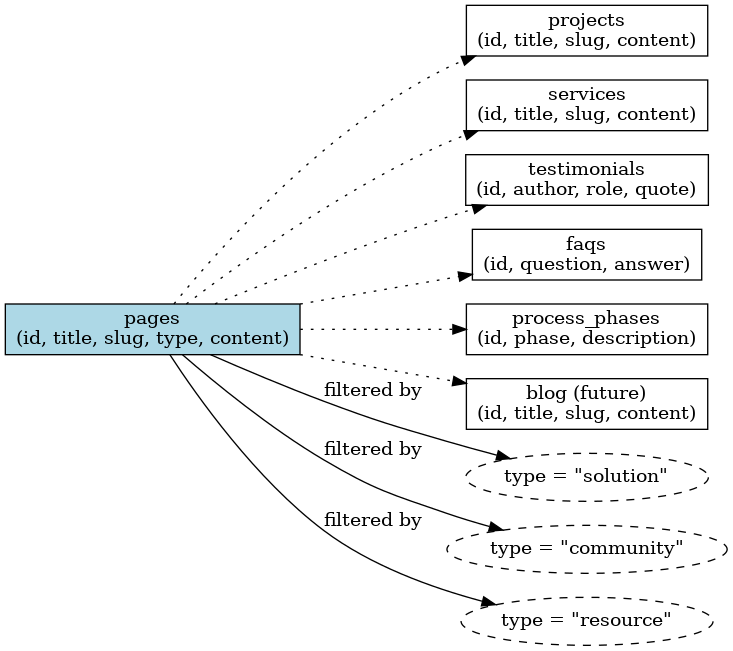 projects
(id, title, slug, content)
services
(id, title, slug, content)
testimonials
(id, author, role, quote)
faqs
(id, question, answer)
pages
(id, title, slug, type, content)
process_phases
(id, phase, description)
blog (future)
(id, title, slug, content)
filtered by
type = "solution"
filtered by
type = "community"
filtered by
type = "resource"